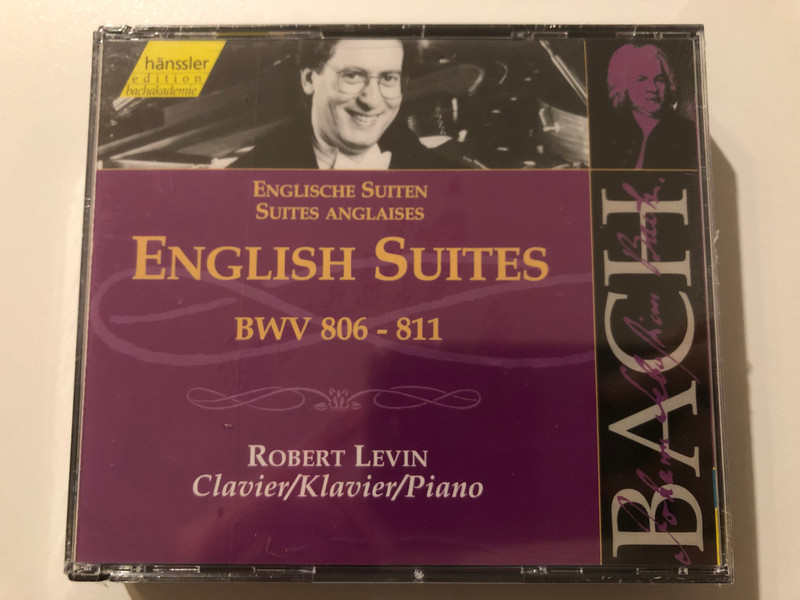 hänssler
edition
bachakademie
ENGLISCHE SUITEN
SUITES ANGLAISES
ENGLISH SUITES
BWV 806 - 811
ROBERT LEVIN
Clavier/Klavier/Piano
BACH